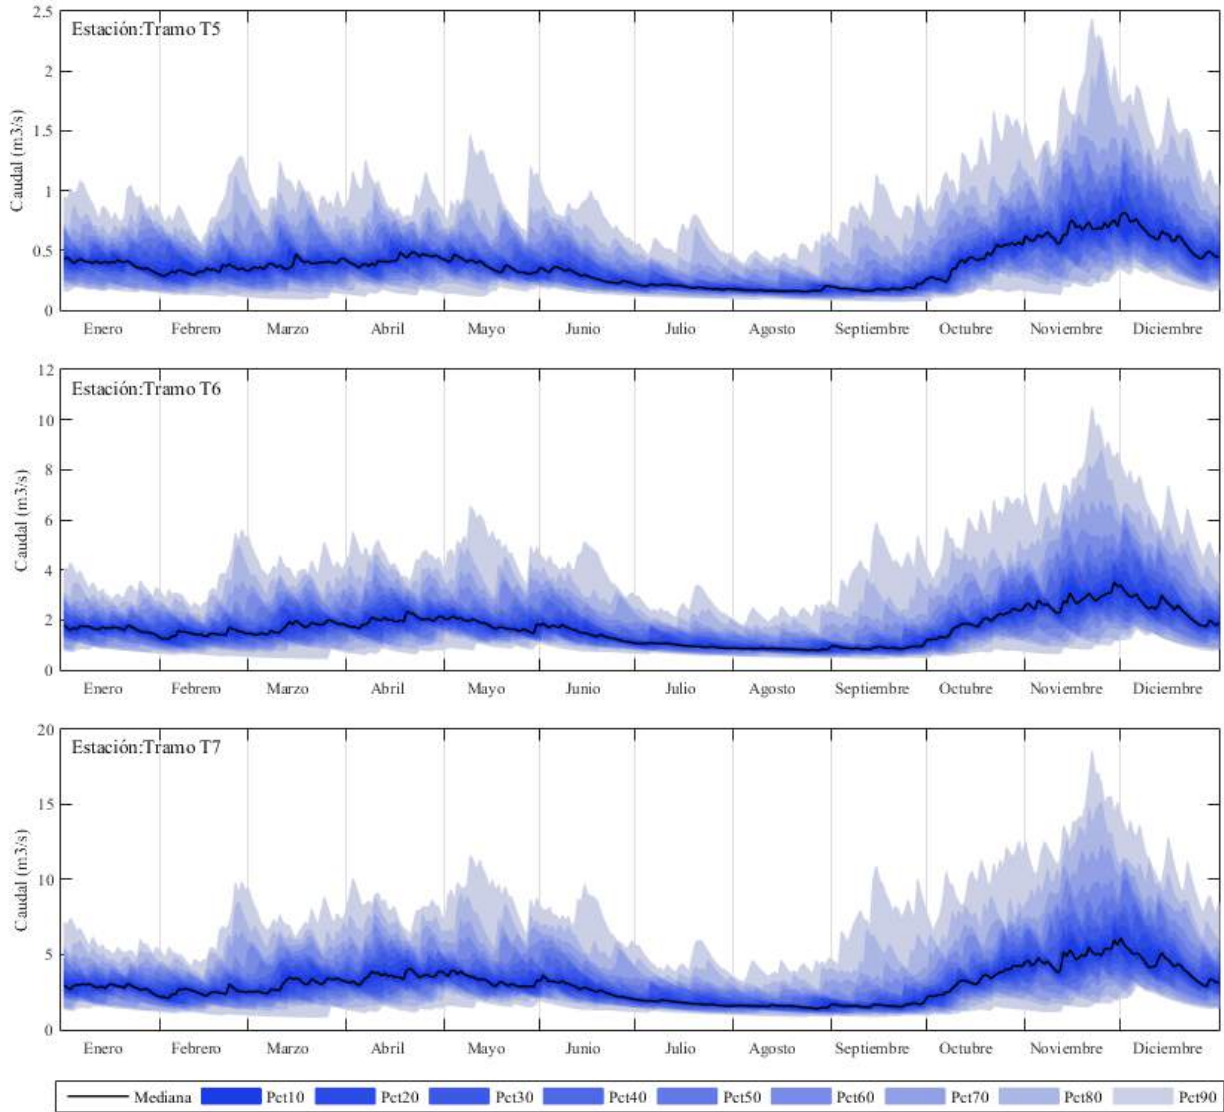 Estación:Tramo T5
Caudal (m3/s)
2.5
2
1.5
1
0.5
0
Enero Febrero Marzo Abril Mayo Junio Julio Agosto Septiembre Octubre Noviembre Diciembre
Estación:Tramo T6
Caudal (m3/s)
12
10
8
6
4
2
0
Enero Febrero Marzo Abril Mayo Junio Julio Agosto Septiembre Octubre Noviembre Diciembre
Estación:Tramo T7
Caudal (m3/s)
20
15
10
5
0
Enero Febrero Marzo Abril Mayo Junio Julio Agosto Septiembre Octubre Noviembre Diciembre
Mediana Pct10 Pct20 Pct30 Pct40 Pct50 Pct60 Pct70 Pct80 Pct90